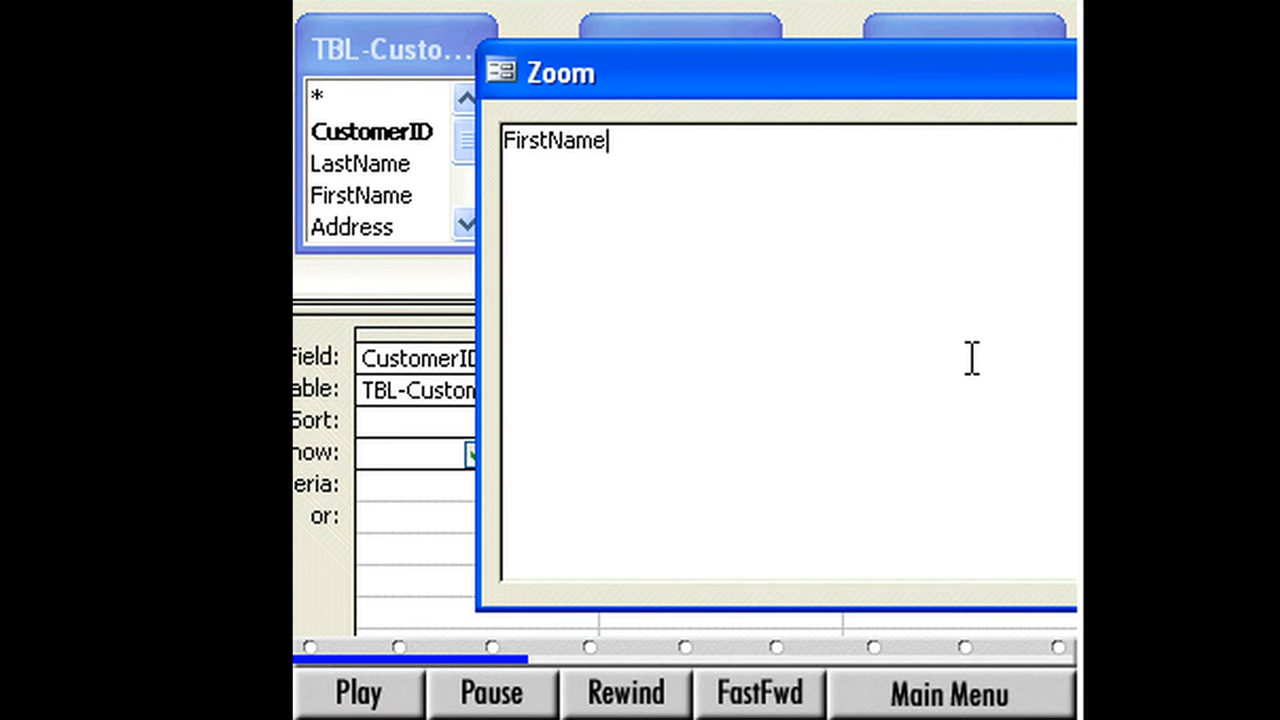 TBL-Custo...
Zoom
*
CustomerID
LastName
FirstName
Address
FirstName
Field:
CustomerID
able:
TBL-Custom
Sort:
how:
eria:
or:
Play
Pause
Rewind
FastFwd
Main Menu